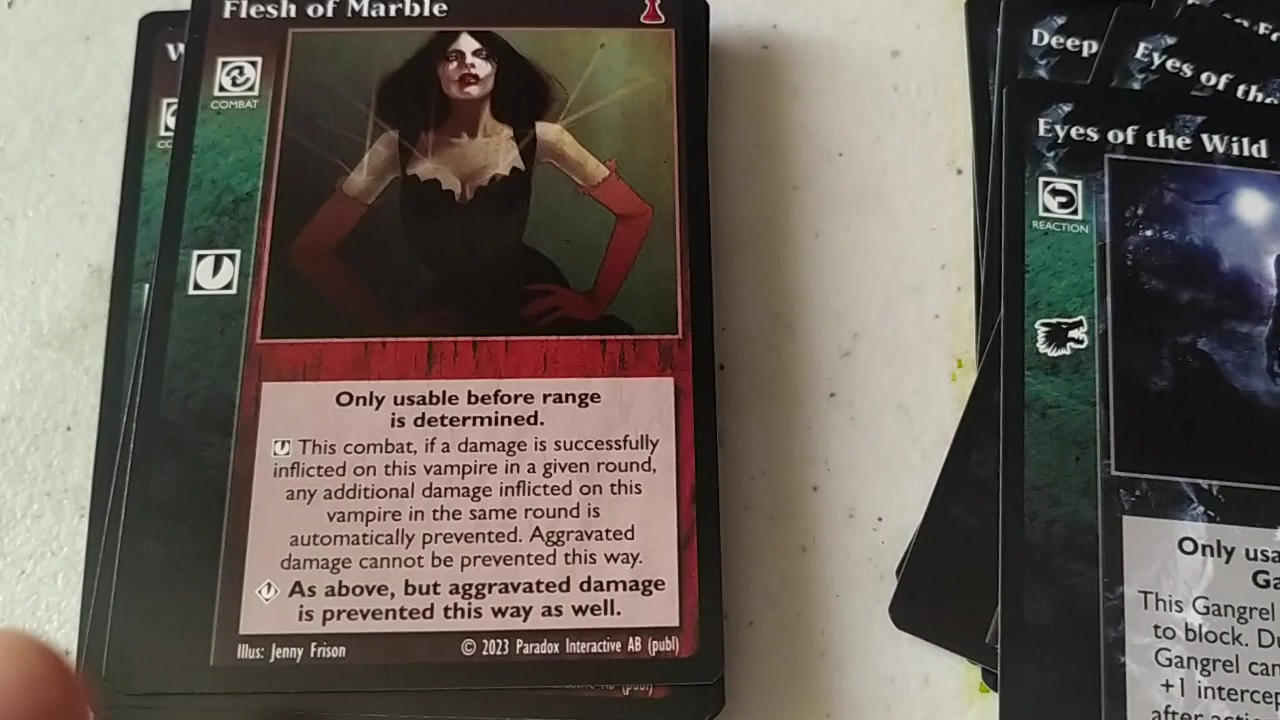 Flesh of Marble
COMBAT
Only usable before range
is determined.
This combat, if a damage is successfully
inflicted on this vampire in a given round,
any additional damage inflicted on this
vampire in the same round is
automatically prevented. Aggravated
damage cannot be prevented this way.
As above, but aggravated damage
is prevented this way as well.
Illus: Jenny Frison
© 2023 Paradox Interactive AB (publ)
(publ)
Deep
Eyes of the
Eyes of the Wild
REACTION
Only usa
Ga
This Gangrel
to block. Du
Gangrel can
+1 intercep
after actio